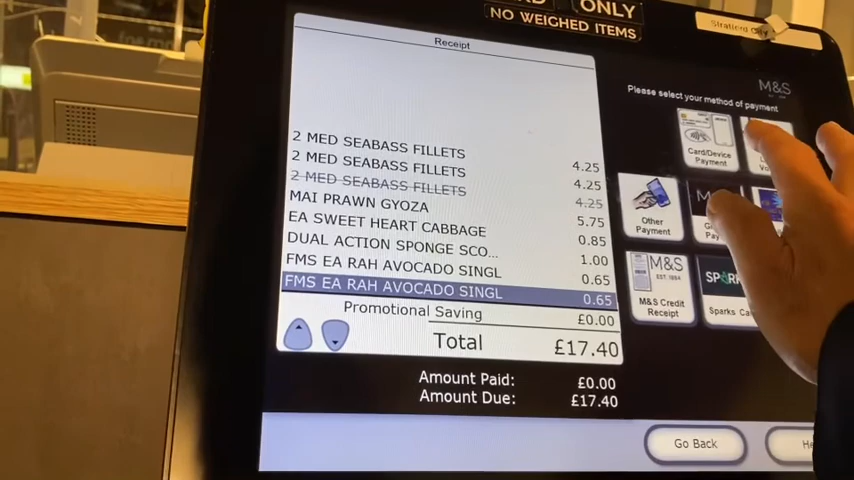 ONLY
NO WEIGHED ITEMS
Stratford City
Receipt
2 MED SEABASS FILLETS 4.25
2 MED SEABASS FILLETS 4.25
2 MED SEABASS FILLETS 4.25
MAI PRAWN GYOZA 5.75
EA SWEET HEART CABBAGE 0.85
DUAL ACTION SPONGE SCO... 1.00
FMS EA RAH AVOCADO SINGL 0.65
FMS EA RAH AVOCADO SINGL 0.65
Promotional Saving £0.00
Total £17.40
Amount Paid: £0.00
Amount Due: £17.40
M&S
Please select your method of payment
Card/Device
Payment
Other
Payment
M&S
M&S Credit
Receipt
Sparks
Go Back